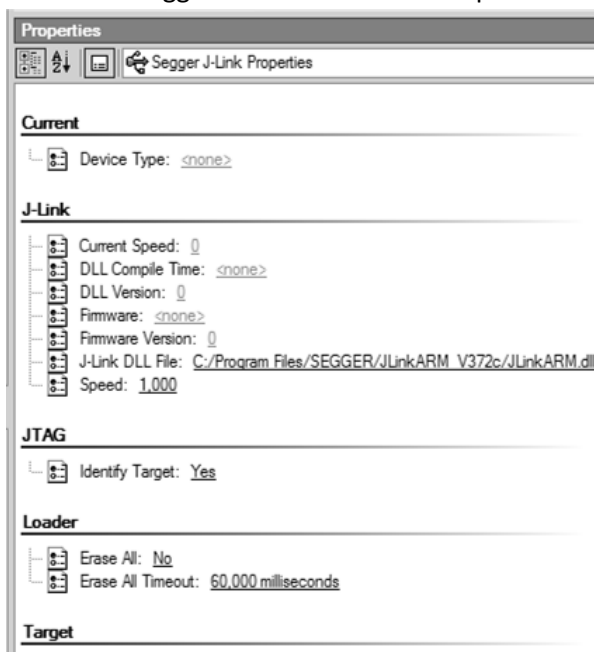 Properties
Segger J-Link Properties
Current
Device Type: <none>
J-Link
Current Speed: 0
DLL Compile Time: <none>
DLL Version: 0
Firmware: <none>
Firmware Version: 0
J-Link DLL File: C:/Program Files/SEGGER/JLinkARM_V372c/JLinkARM.dll
Speed: 1,000
JTAG
Identify Target: Yes
Loader
Erase All: No
Erase All Timeout: 60,000 milliseconds
Target